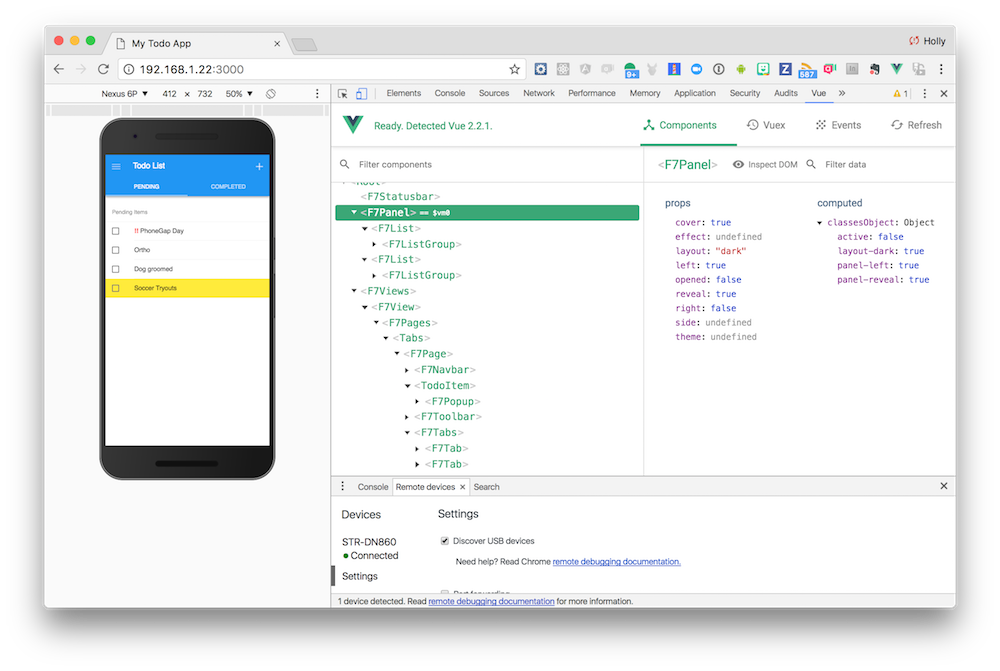 My Todo App
Holly
192.168.1.22:3000
9+
587
Nexus 6P ▼ 412 × 732 50% ▼
Elements Console Sources Network Performance Memory Application Security Audits Vue » 1
Todo List
PENDING COMPLETED
Pending items
!! PhoneGap Day
Ortho
Dog groomed
Soccer Tryouts
Ready. Detected Vue 2.2.1.
Components Vuex Events Refresh
Filter components
<F7Panel> Inspect DOM Filter data
<Root>
<F7Statusbar>
<F7Panel> == $vm0
<F7List>
<F7ListGroup>
<F7List>
<F7ListGroup>
<F7Views>
<F7View>
<F7Pages>
<Tabs>
<F7Page>
<F7Navbar>
<TodoItem>
<F7Popup>
<F7Toolbar>
<F7Tabs>
<F7Tab>
<F7Tab>
props
cover: true
effect: undefined
layout: "dark"
left: true
opened: false
reveal: true
right: false
side: undefined
theme: undefined
computed
classesObject: Object
active: false
layout-dark: true
panel-left: true
panel-reveal: true
Console Remote devices × Search
Devices
STR-DN860
Connected
Settings
Settings
Discover USB devices
Need help? Read Chrome remote debugging documentation.
Port forwarding
1 device detected. Read remote debugging documentation for more information.